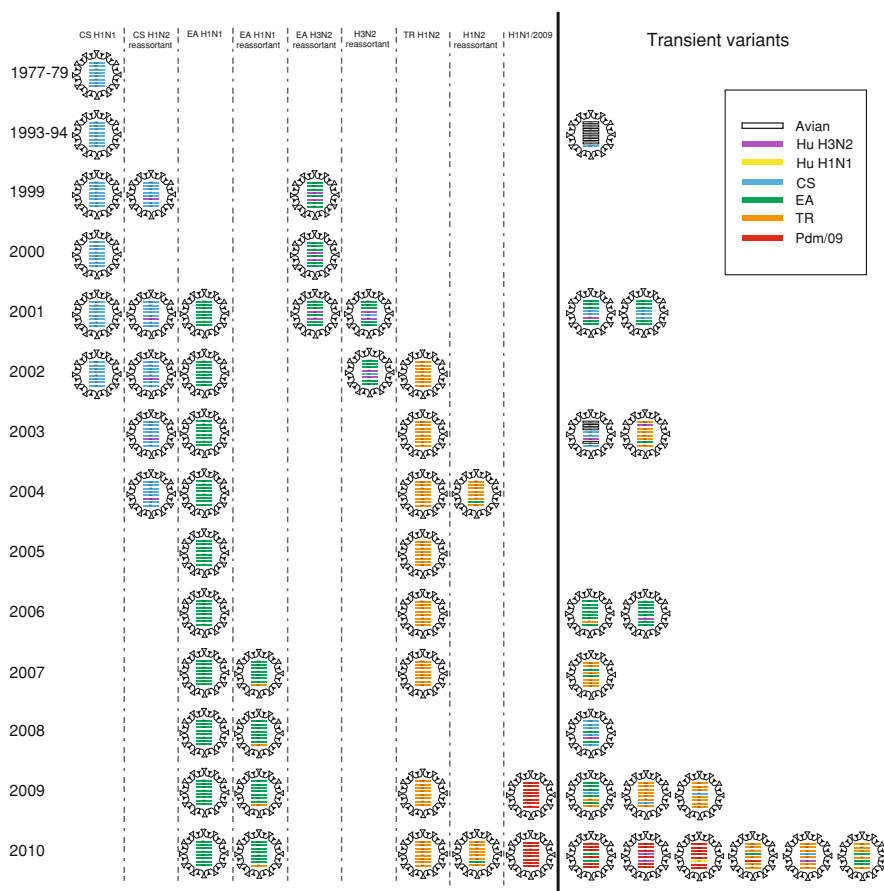 CS H1N1
CS H1N2
reassortant
EA H1N1
EA H1N1
reassortant
EA H3N2
reassortant
H3N2
reassortant
TR H1N2
H1N2
reassortant
H1N1/2009
Transient variants
1977-79
1993-94
1999
2000
2001
2002
2003
2004
2005
2006
2007
2008
2009
2010
Avian
Hu H3N2
Hu H1N1
CS
EA
TR
Pdm/09